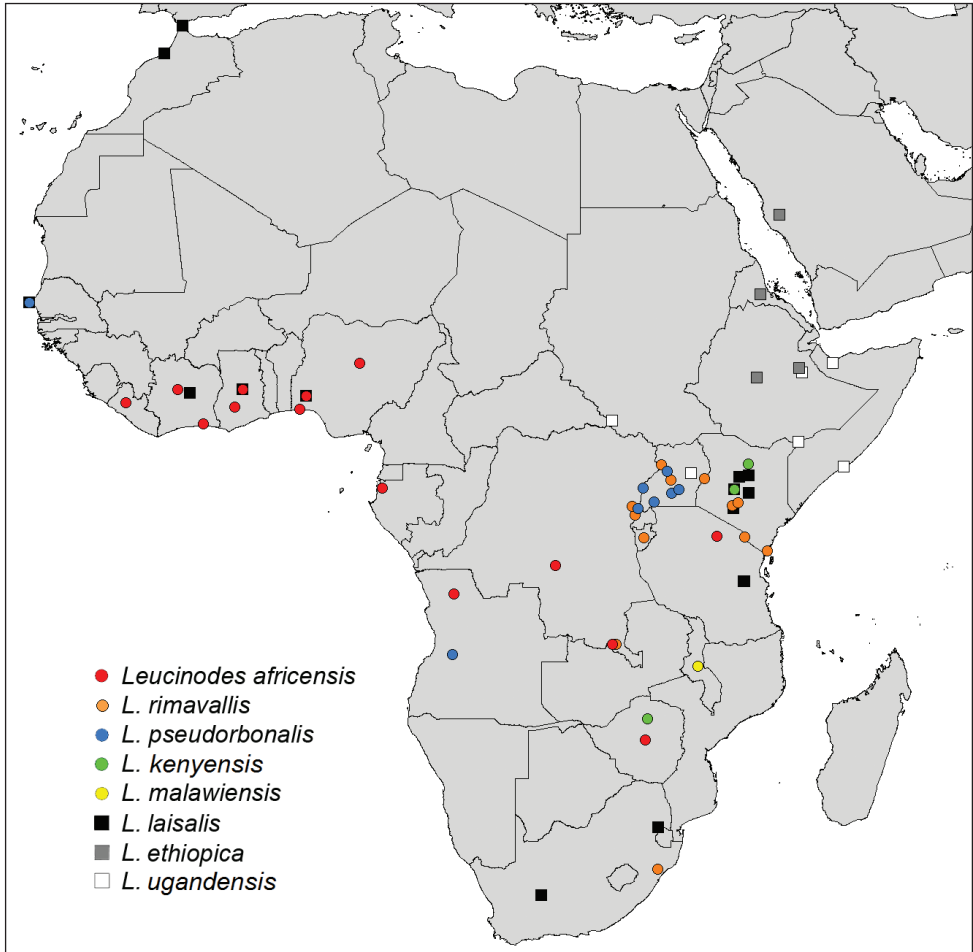 Leucinodes africensis
L. rimavallis
L. pseudorbonalis
L. kenyensis
L. malawiensis
L. laisalis
L. ethiopica
L. ugandensis